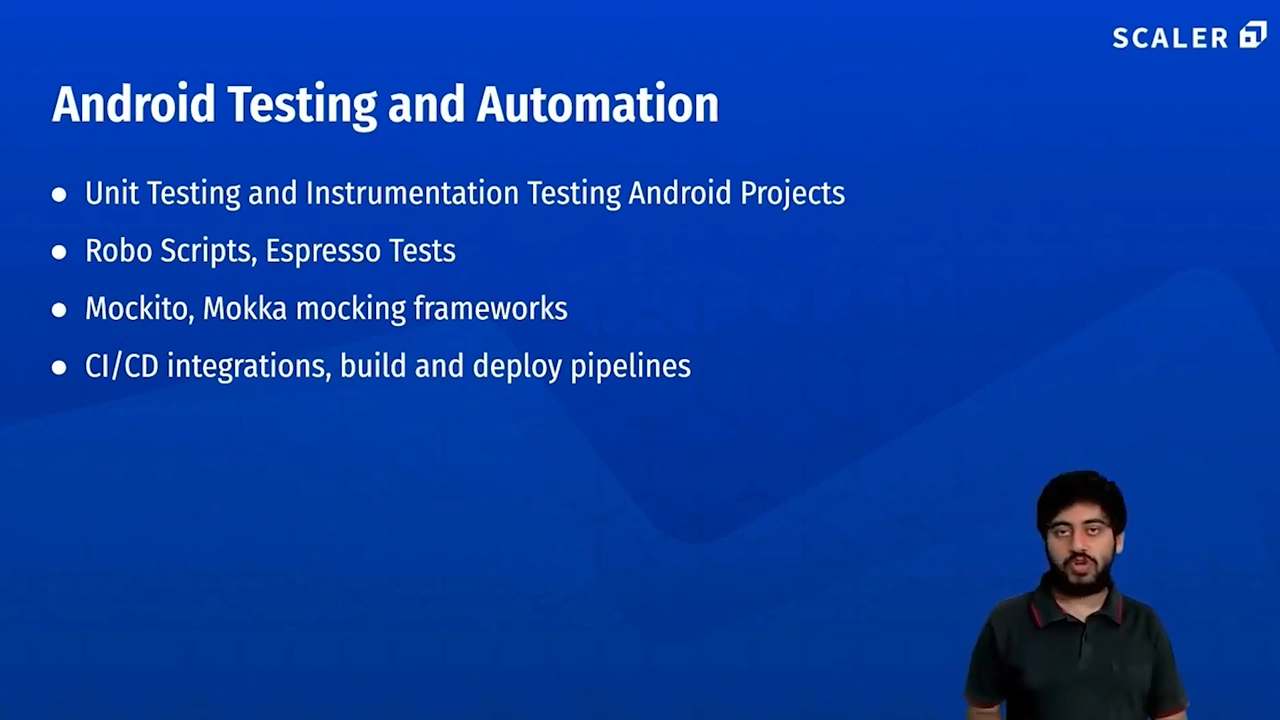 SCALER
Android Testing and Automation
● Unit Testing and Instrumentation Testing Android Projects
● Robo Scripts, Espresso Tests
● Mockito, Mokka mocking frameworks
● CI/CD integrations, build and deploy pipelines